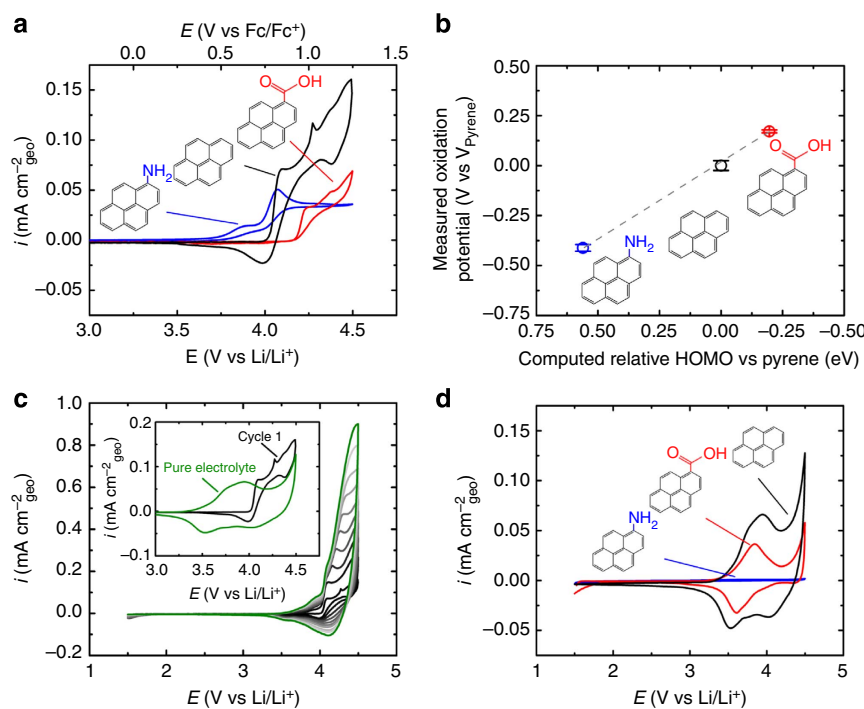 a
E (V vs Fc/Fc⁺)
0.0 0.5 1.0 1.5
0.15
0.10
0.05
0.00
−0.05
i (mA cm⁻²geo)
NH₂
O
OH
3.0 3.5 4.0 4.5
E (V vs Li/Li⁺)
b
0.50
0.25
0.00
−0.25
−0.50
−0.75
Measured oxidation
potential (V vs VPyrene)
O
OH
NH₂
0.75 0.50 0.25 0.00 −0.25 −0.50
Computed relative HOMO vs pyrene (eV)
c
1.0
0.8
0.6
0.4
0.2
0.0
−0.2
i (mA cm⁻²geo)
0.2
0.1
0.0
−0.1
i (mA cm⁻²geo)
Cycle 1
Pure electrolyte
3.0 3.5 4.0 4.5
E (V vs Li/Li⁺)
1 2 3 4 5
E (V vs Li/Li⁺)
d
0.15
0.10
0.05
0.00
−0.05
i (mA cm⁻²geo)
O
OH
NH₂
1 2 3 4 5
E (V vs Li/Li⁺)